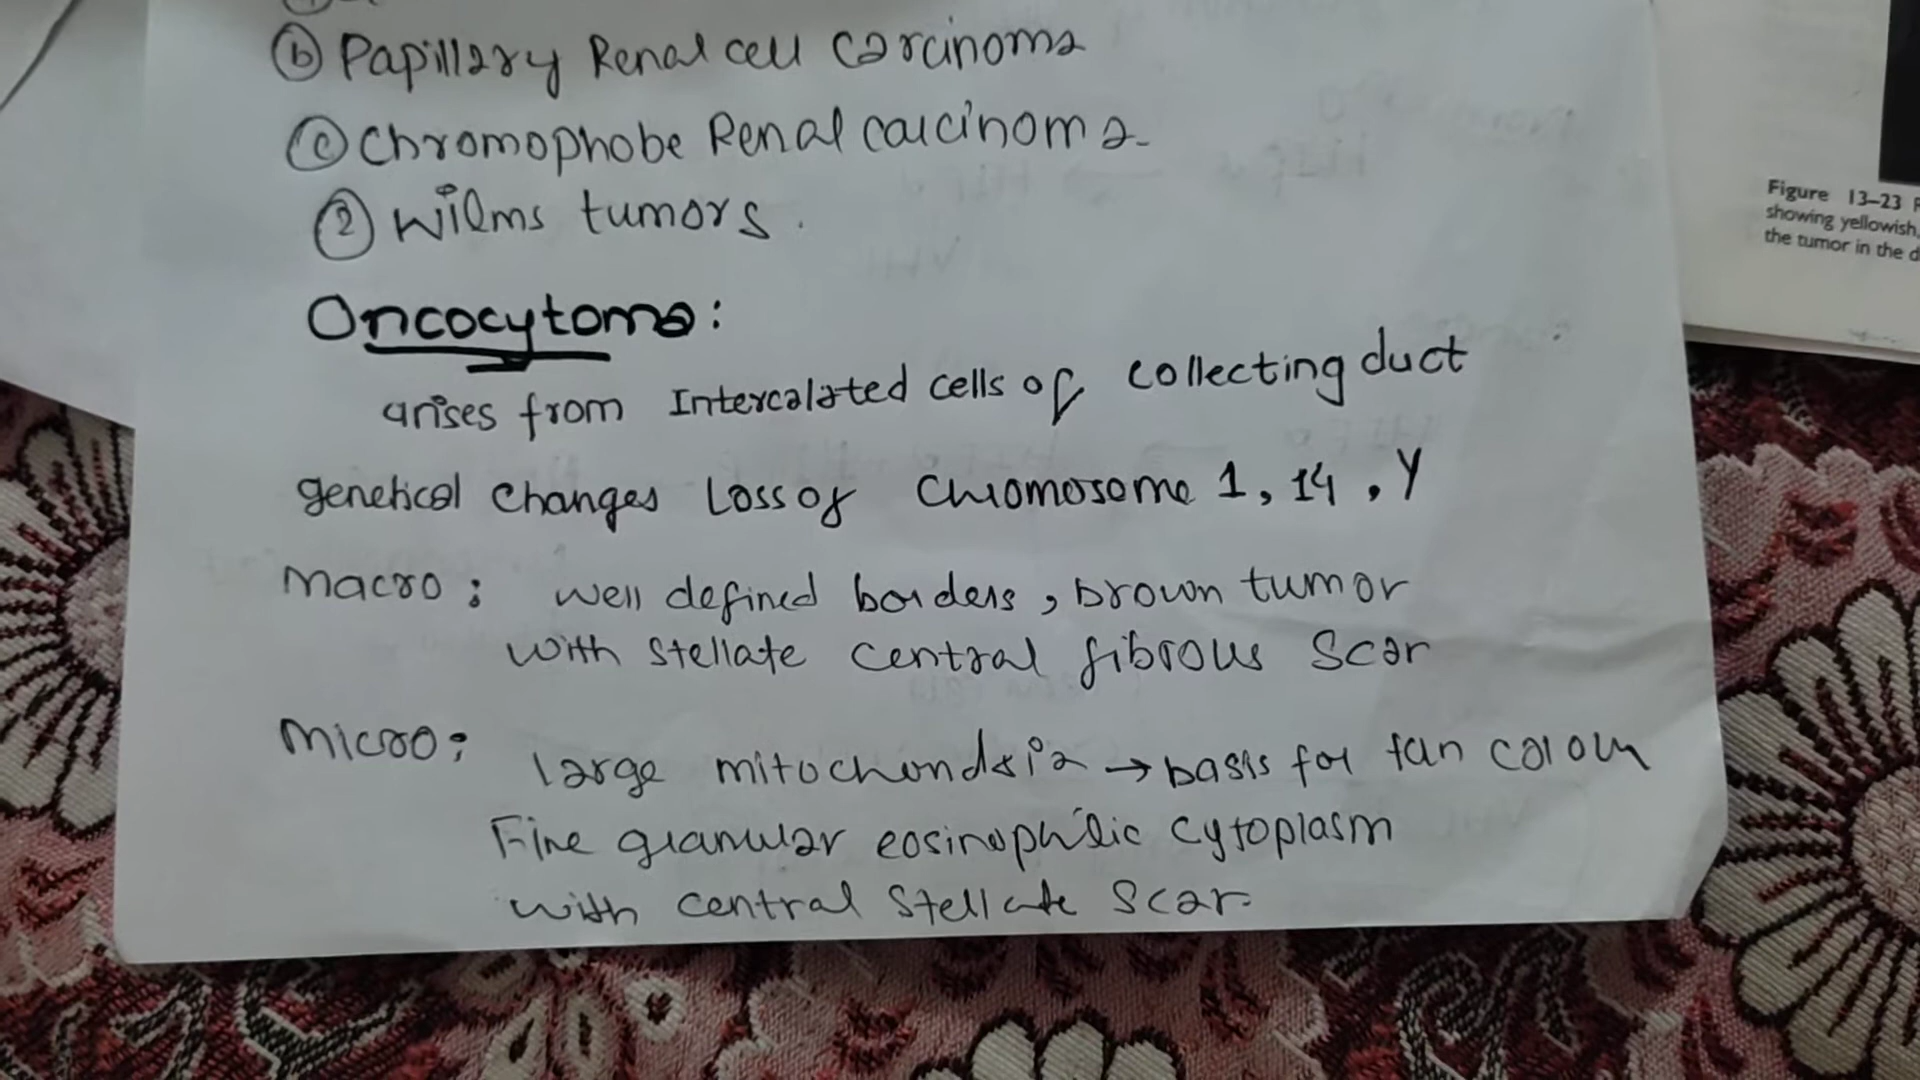 ⓑ Papillary Renal cell Carcinoma
ⓒ Chromophobe Renal carcinoma
② Wilms tumors.
Oncocytoma:
arises from Intercalated cells of collecting duct
genetical changes Loss of Chromosome 1, 14, Y
Macro: well defined borders, brown tumor
with stellate central fibrous Scar
Micro: large mitochondria → basis for tan colour
Fine granular eosinophilic cytoplasm
with central Stellate Scar.
Figure 13-23
showing yellowish,
the tumor in the d